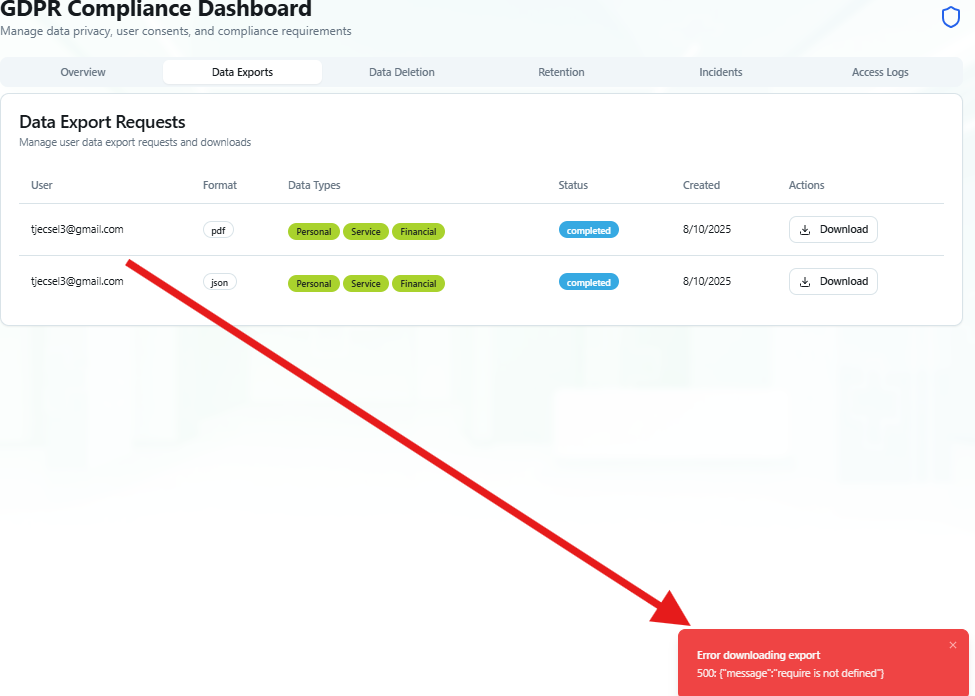 GDPR Compliance Dashboard
Manage data privacy, user consents, and compliance requirements
Overview Data Exports Data Deletion Retention Incidents Access Logs
Data Export Requests
Manage user data export requests and downloads
User Format Data Types Status Created Actions
tjecsel3@gmail.com pdf Personal Service Financial completed 8/10/2025 Download
tjecsel3@gmail.com json Personal Service Financial completed 8/10/2025 Download
Error downloading export
500: {"message":"require is not defined"}